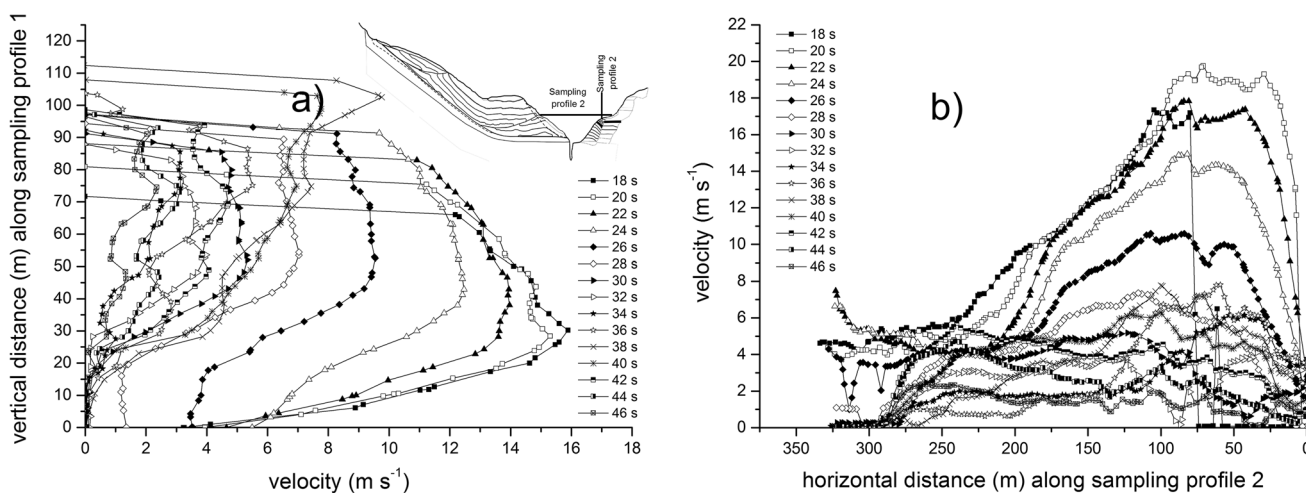 vertical distance (m) along sampling profile 1
120
110
100
90
80
70
60
50
40
30
20
10
0
0 2 4 6 8 10 12 14 16 18
velocity (m s⁻¹)
a)
Sampling
profile 2
Sampling
profile 2
18 s
20 s
22 s
24 s
26 s
28 s
30 s
32 s
34 s
36 s
38 s
40 s
42 s
44 s
46 s
velocity (m s⁻¹)
22
20
18
16
14
12
10
8
6
4
2
0
350 300 250 200 150 100 50 0
horizontal distance (m) along sampling profile 2
b)
18 s
20 s
22 s
24 s
26 s
28 s
30 s
32 s
34 s
36 s
38 s
40 s
42 s
44 s
46 s